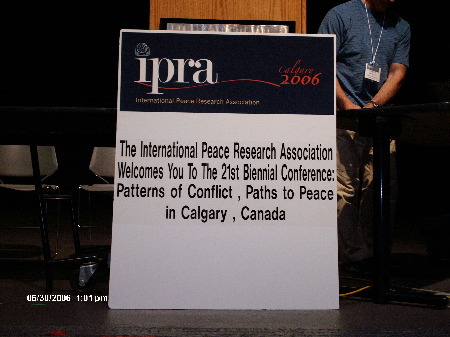 ipra
Calgary
2006
International Peace Research Association
The International Peace Research Association
Welcomes You To The 21st Biennial Conference:
Patterns of Conflict , Paths to Peace
in Calgary , Canada
06/30/2006 1:01 pm